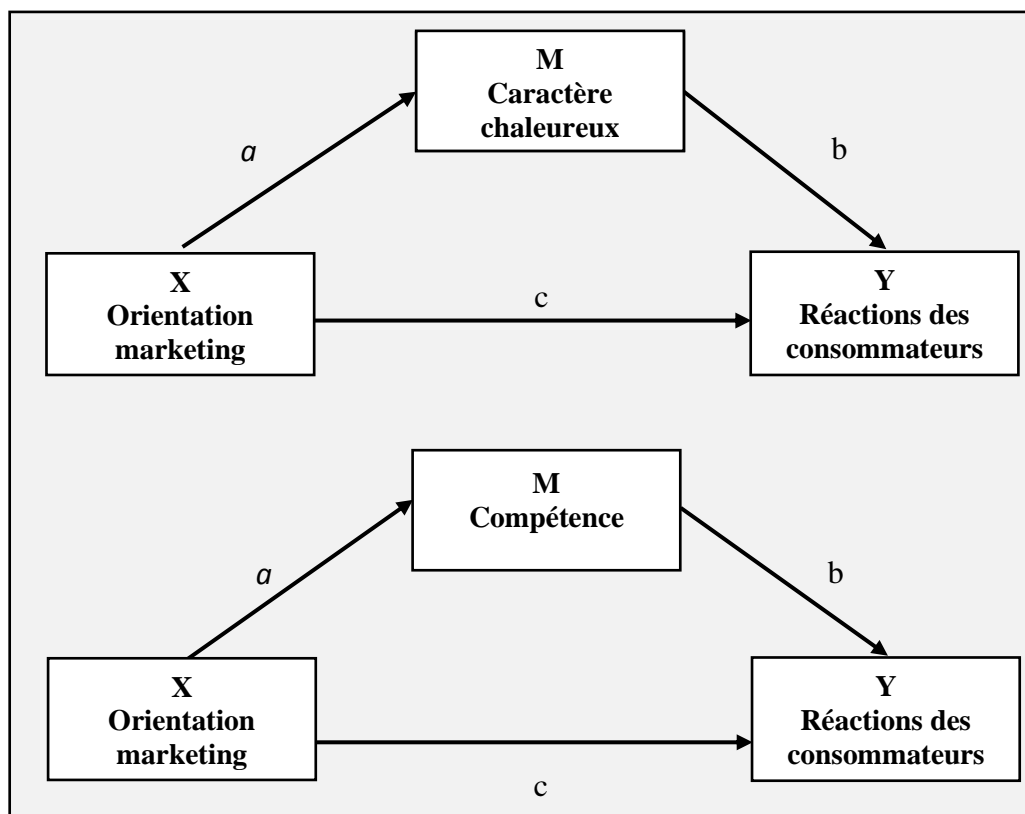 M
Caractère
chaleureux
a
b
X
Orientation
marketing
c
Y
Réactions des
consommateurs
M
Compétence
a
b
X
Orientation
marketing
c
Y
Réactions des
consommateurs